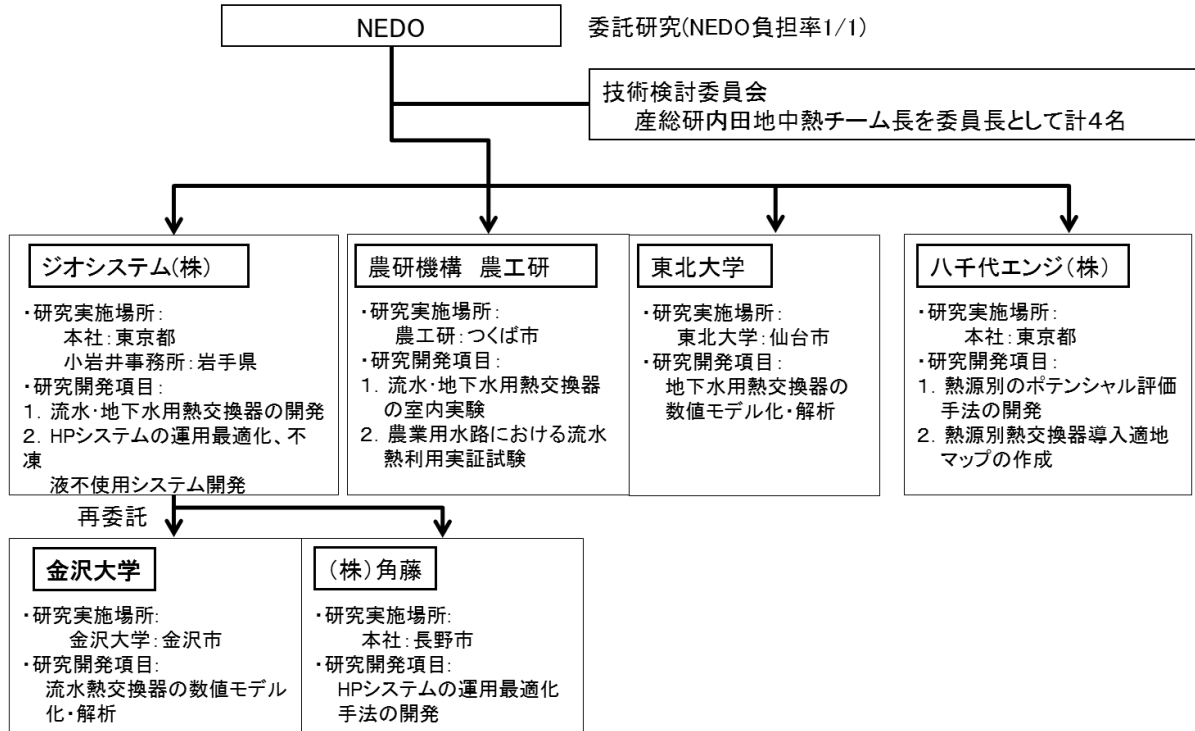 NEDO
委託研究(NEDO負担率1/1)
技術検討委員会
産総研内田地中熱チーム長を委員長として計4名
ジオシステム(株)
・研究実施場所:
本社:東京都
小岩井事務所:岩手県
・研究開発項目:
1. 流水・地下水用熱交換器の開発
2. HPシステムの運用最適化、不
凍
液不使用システム開発
農研機構 農工研
・研究実施場所:
農工研:つくば市
・研究開発項目:
1. 流水・地下水用熱交換器
の室内実験
2. 農業用水路における流水
熱利用実証試験
東北大学
・研究実施場所:
東北大学:仙台市
・研究開発項目:
地下水用熱交換器の
数値モデル化・解析
八千代エンジ(株)
・研究実施場所:
本社:東京都
・研究開発項目:
1. 熱源別のポテンシャル評価
手法の開発
2. 熱源別熱交換器導入適地
マップの作成
再委託
金沢大学
・研究実施場所:
金沢大学:金沢市
・研究開発項目:
流水熱交換器の数値モデル
化・解析
(株)角藤
・研究実施場所:
本社:長野市
・研究開発項目:
HPシステムの運用最適化
手法の開発